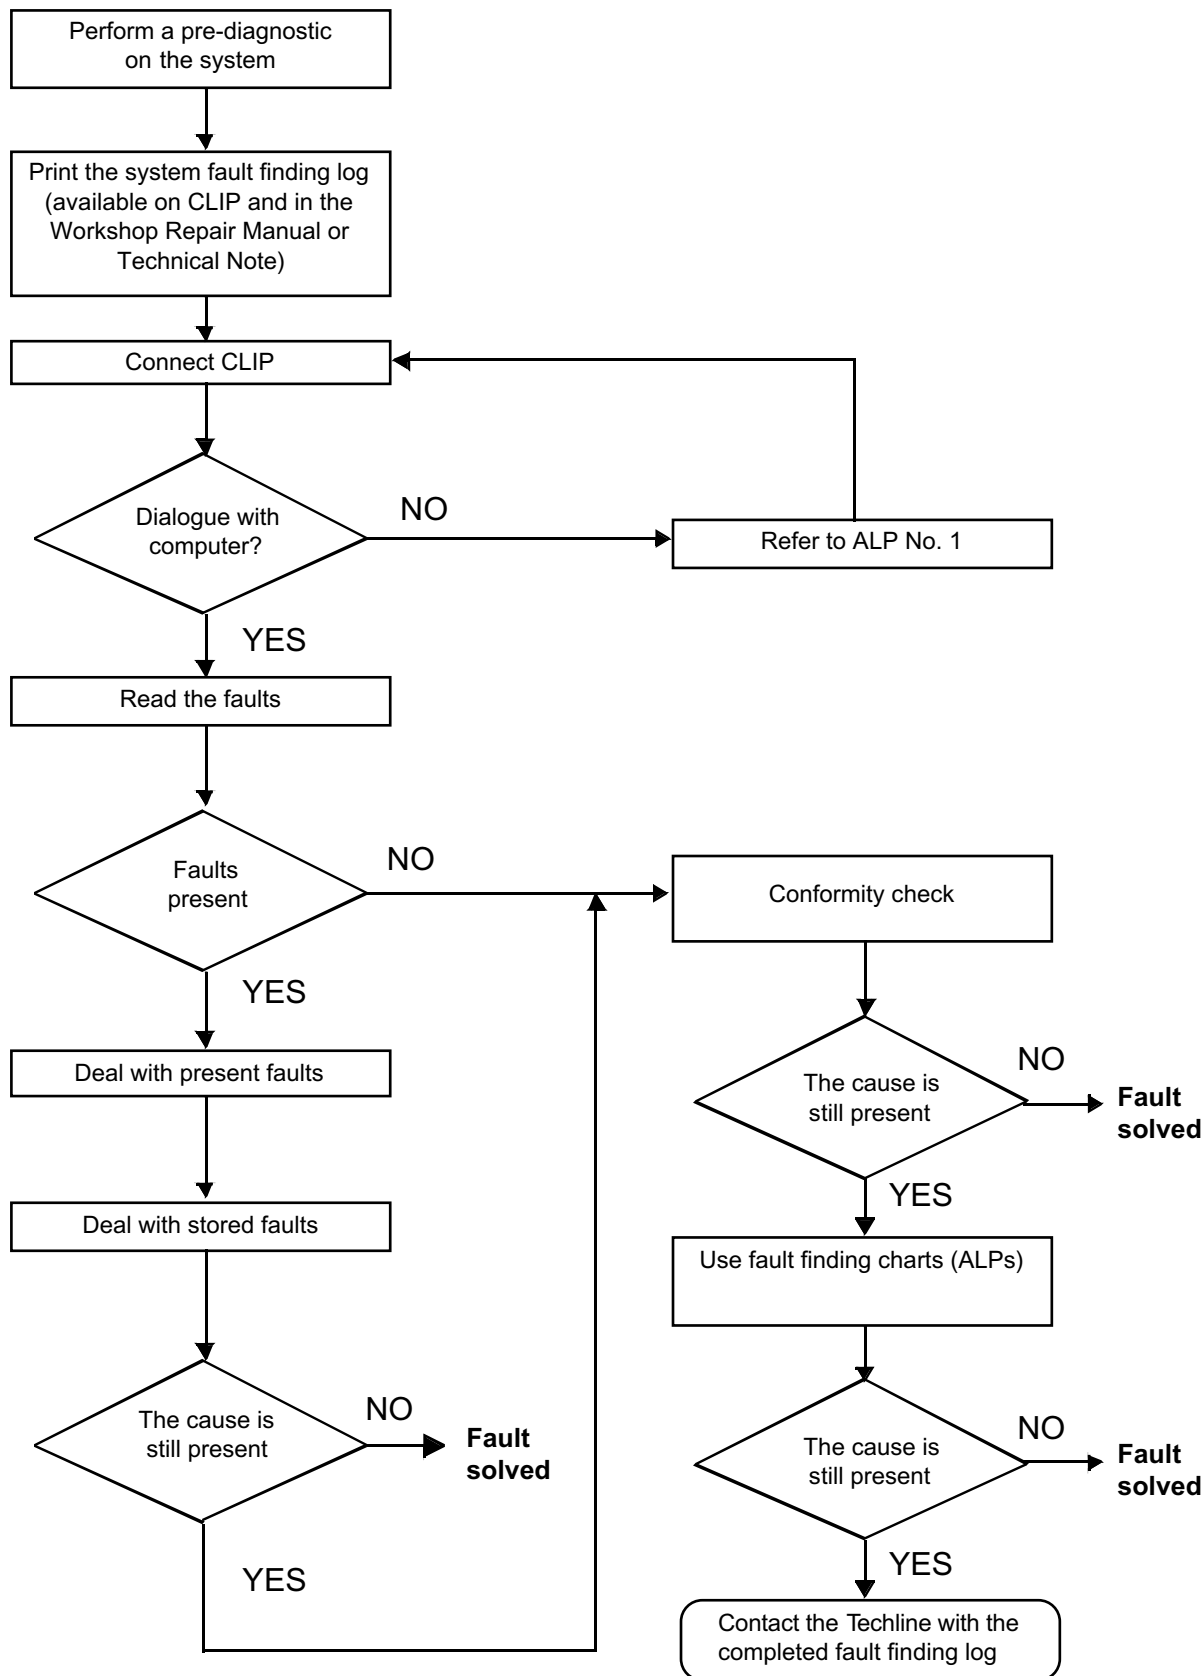 Perform a pre-diagnostic
on the system
Print the system fault finding log
(available on CLIP and in the
Workshop Repair Manual or
Technical Note)
Connect CLIP
Dialogue with
computer?
NO
Refer to ALP No. 1
YES
Read the faults
Faults
present
NO
Conformity check
YES
Deal with present faults
The cause is
still present
NO
Fault
solved
YES
Deal with stored faults
Use fault finding charts (ALPs)
The cause is
still present
NO
Fault
solved
The cause is
still present
NO
Fault
solved
YES
YES
Contact the Techline with the
completed fault finding log